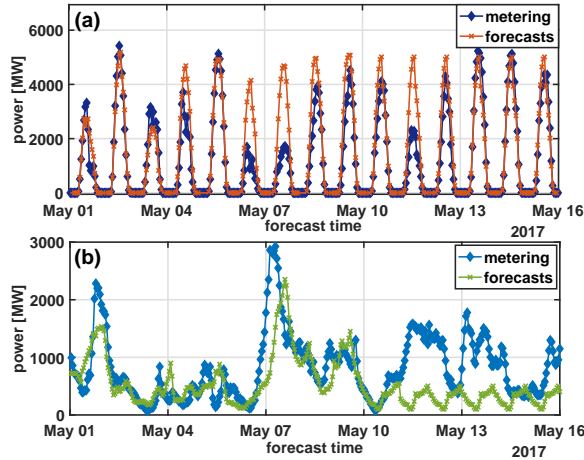 (a)
metering
forecasts
power [MW]
6000
4000
2000
0
May 01 May 04 May 07 May 10 May 13 May 16
forecast time
2017
(b)
metering
forecasts
power [MW]
3000
2000
1000
0
May 01 May 04 May 07 May 10 May 13 May 16
forecast time
2017